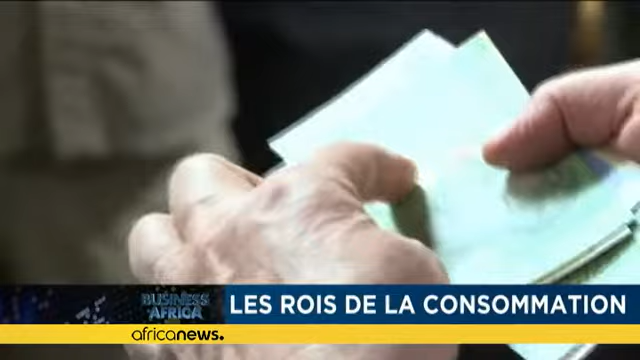 BUSINESS
AFRICA
LES ROIS DE LA CONSOMMATION
africanews.